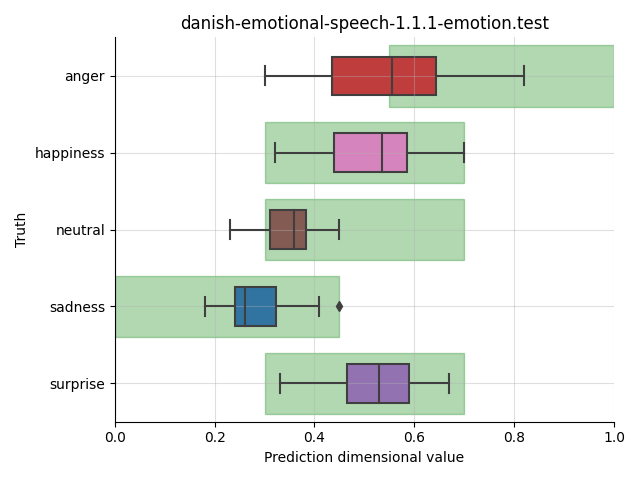 danish-emotional-speech-1.1.1-emotion.test
anger
happiness
neutral
sadness
surprise
Truth
0.0 0.2 0.4 0.6 0.8 1.0
Prediction dimensional value